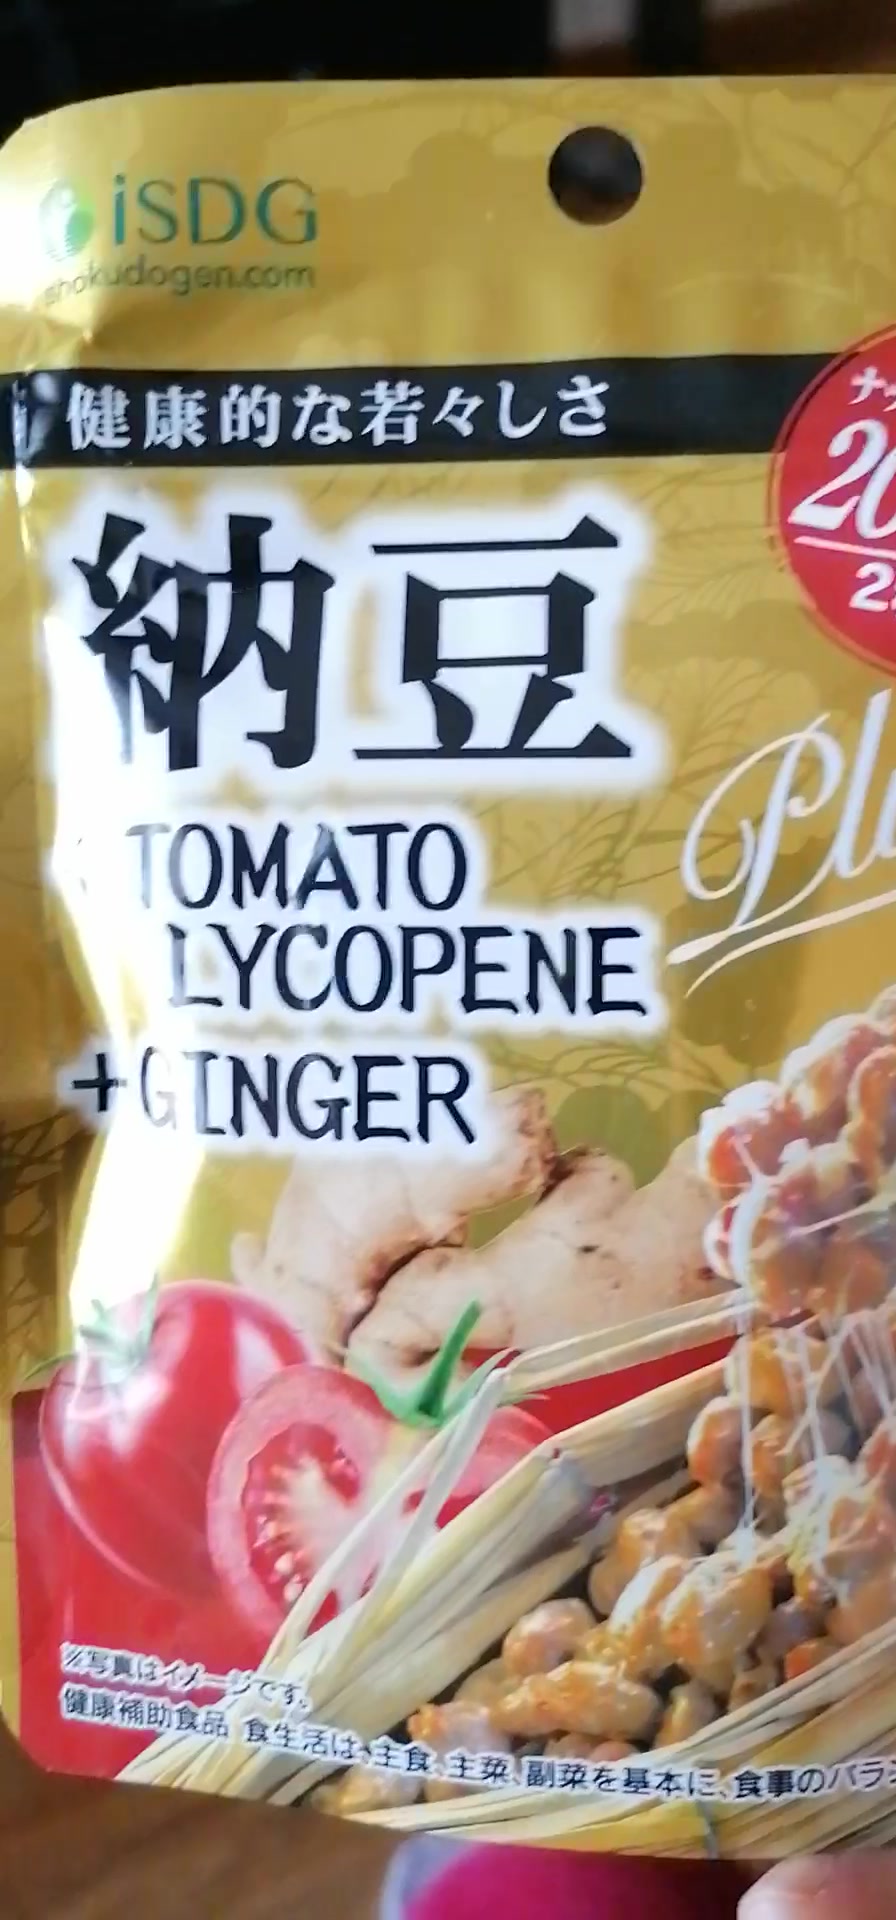 iSDG
shokudogen.com
健康的な若々しさ
納豆
TOMATO
LYCOPENE
+GINGER
※写真はイメージです。
健康補助食品 食生活は、主食、主菜、副菜を基本に、食事のバラ